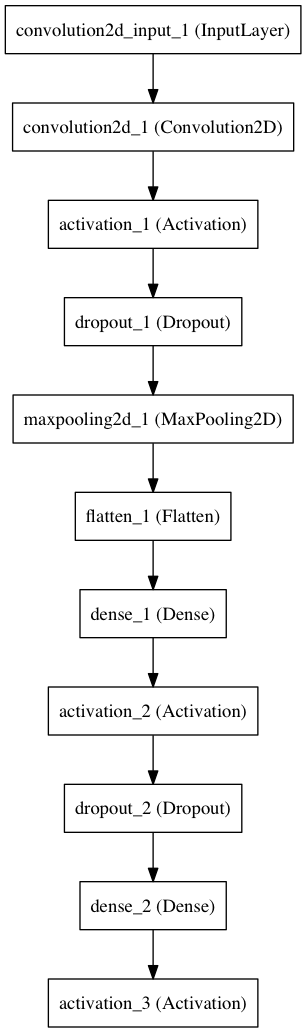 convolution2d_input_1 (InputLayer)
convolution2d_1 (Convolution2D)
activation_1 (Activation)
dropout_1 (Dropout)
maxpooling2d_1 (MaxPooling2D)
flatten_1 (Flatten)
dense_1 (Dense)
activation_2 (Activation)
dropout_2 (Dropout)
dense_2 (Dense)
activation_3 (Activation)